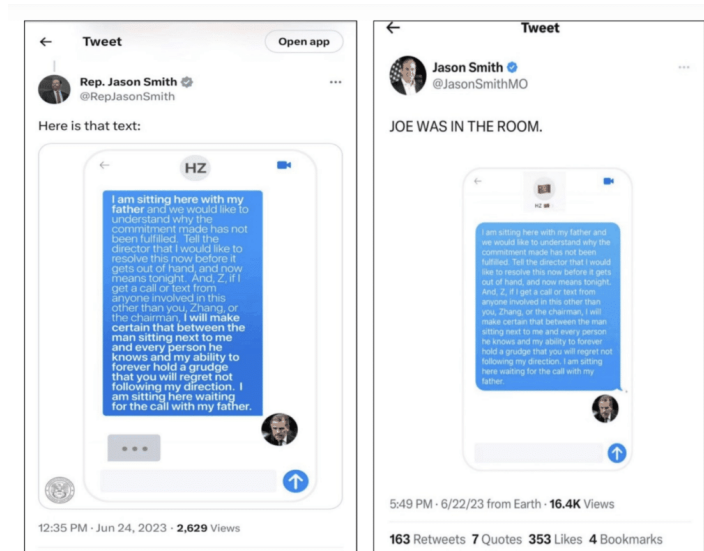 ← Tweet
Open app
Rep. Jason Smith
@RepJasonSmith
...
Here is that text:
←
HZ
I am sitting here with my
father and we would like to
understand why the
commitment made has not
been fulfilled. Tell the
director that I would like to
resolve this now before it
gets out of hand, and now
means tonight. And, Z, if I
get a call or text from
anyone involved in this
other than you, Zhang, or
the chairman, I will make
certain that between the
man sitting next to me
and every person he
knows and my ability to
forever hold a grudge
that you will regret not
following my direction. I
am sitting here waiting
for the call with my father.
12:35 PM · Jun 24, 2023 · 2,629 Views
← Tweet
Jason Smith
@JasonSmithMO
...
JOE WAS IN THE ROOM.
←
HZ
I am sitting here with my father and
we would like to understand why the
commitment made has not been
fulfilled. Tell the director that I would
like to resolve this now before it gets
out of hand, and now means tonight.
And, Z, if I get a call or text from
anyone involved in this other than
you, Zhang, or the chairman, I will
make certain that between the man
sitting next to me and every person
he knows and my ability to forever
hold a grudge that you will regret not
following my direction. I am sitting
here waiting for the call with my
father.
5:49 PM · 6/22/23 from Earth · 16.4K Views
163 Retweets 7 Quotes 353 Likes 4 Bookmarks